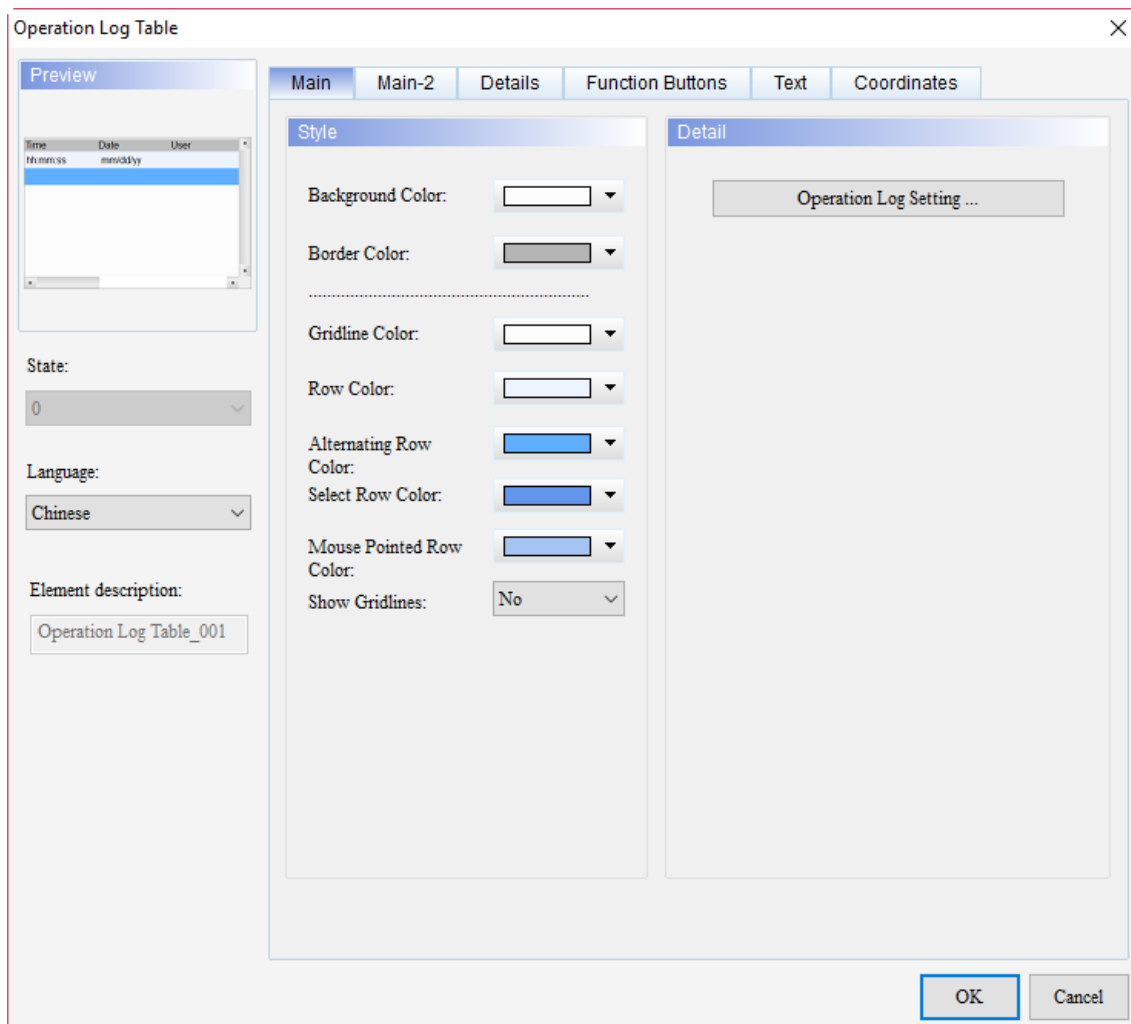 Operation Log Table
Preview
Time Date User
hh:mm:ss mm/dd/yy
State:
0
Language:
Chinese
Element description:
Operation Log Table_001
Main Main-2 Details Function Buttons Text Coordinates
Style
Background Color:
Border Color:
Gridline Color:
Row Color:
Alternating Row
Color:
Select Row Color:
Mouse Pointed Row
Color:
Show Gridlines: No
Detail
Operation Log Setting ...
OK Cancel